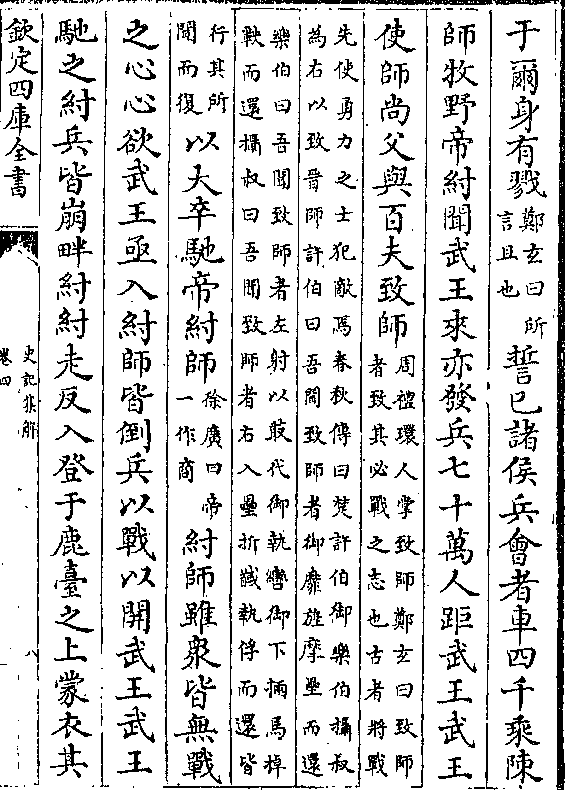 于爾身有戮鄭玄曰所言且也誓已諸侯兵會者車四千乘陳
師牧野帝紂聞武王來亦發兵七十萬人距武王武王
使師尚父與百夫致師周禮環人掌致師鄭玄曰致師
者致其必戰之志也古者將戰
先使勇力之士犯敵焉春秋傳曰楚許伯御樂伯攝叔
為右以致晉師許伯曰吾聞致師者御靡旌摩壘而還
樂伯曰吾聞致師者左射以菆代御執轡御下掚馬掉
鞅而還攝叔曰吾聞致師者右入壘折馘執俘而還皆
行其所聞而復以大卒馳帝紂師徐廣曰帝一作商紂師雖衆皆無戰
之心心欲武王亟入紂師皆倒兵以戰以開武王武王
馳之紂兵皆崩畔紂紂走反入登于鹿臺之上蒙衣其
欽定四庫全書
史記集解
卷四
八